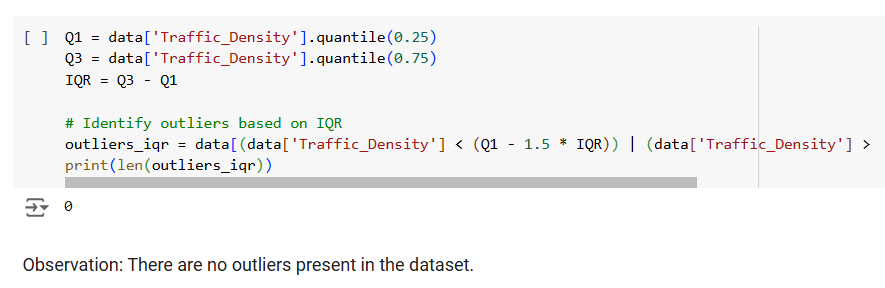 [ ] Q1 = data['Traffic_Density'].quantile(0.25)
Q3 = data['Traffic_Density'].quantile(0.75)
IQR = Q3 - Q1
# Identify outliers based on IQR
outliers_iqr = data[(data['Traffic_Density'] < (Q1 - 1.5 * IQR)) | (data['Traffic_Density'] >
print(len(outliers_iqr))
0
Observation: There are no outliers present in the dataset.